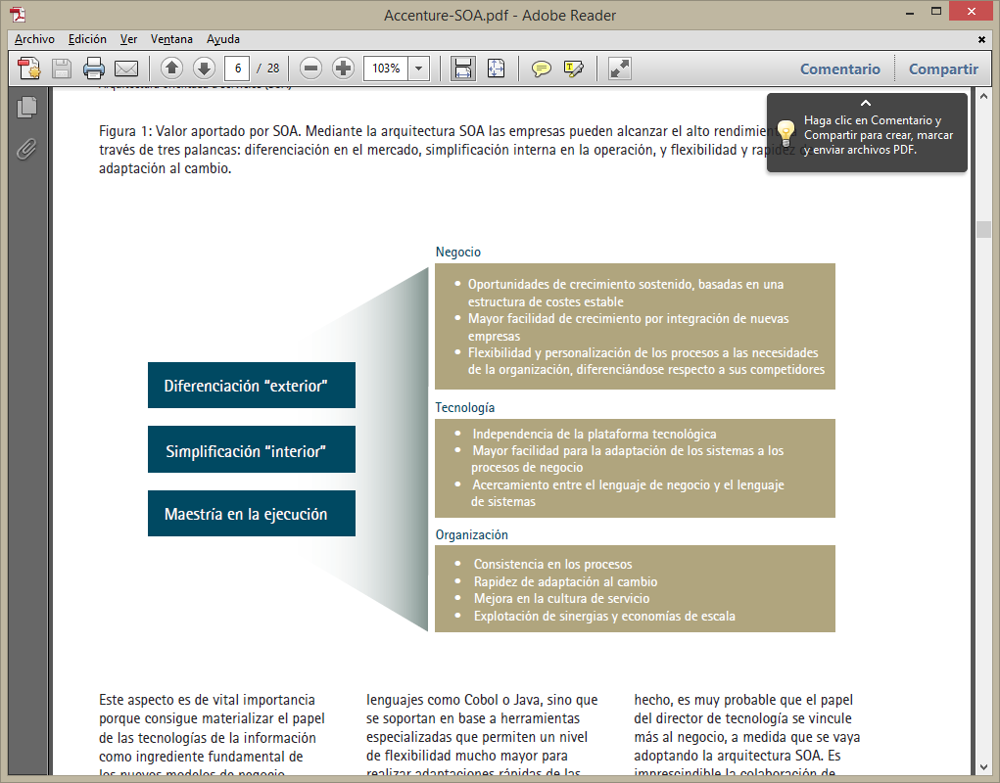 Accenture-SOA.pdf - Adobe Reader
Archivo Edición Ver Ventana Ayuda
6 / 28 103% Comentario Compartir
Haga clic en Comentario y
Compartir para crear, marcar
y enviar archivos PDF.
Arquitectura Orientada a Servicios (SOA)
Figura 1: Valor aportado por SOA. Mediante la arquitectura SOA las empresas pueden alcanzar el alto rendimiento
través de tres palancas: diferenciación en el mercado, simplificación interna en la operación, y flexibilidad y rapidez
adaptación al cambio.
Diferenciación "exterior"
Simplificación "interior"
Maestría en la ejecución
Negocio
• Oportunidades de crecimiento sostenido, basadas en una
estructura de costes estable
• Mayor facilidad de crecimiento por integración de nuevas
empresas
• Flexibilidad y personalización de los procesos a las necesidades
de la organización, diferenciándose respecto a sus competidores
Tecnología
• Independencia de la plataforma tecnológica
• Mayor facilidad para la adaptación de los sistemas a los
procesos de negocio
• Acercamiento entre el lenguaje de negocio y el lenguaje
de sistemas
Organización
• Consistencia en los procesos
• Rapidez de adaptación al cambio
• Mejora en la cultura de servicio
• Explotación de sinergias y economías de escala
Este aspecto es de vital importancia
porque consigue materializar el papel
de las tecnologías de la información
como ingrediente fundamental de
los nuevos modelos de negocio
lenguajes como Cobol o Java, sino que
se soportan en base a herramientas
especializadas que permiten un nivel
de flexibilidad mucho mayor para
realizar adaptaciones rápidas de las
hecho, es muy probable que el papel
del director de tecnología se vincule
más al negocio, a medida que se vaya
adoptando la arquitectura SOA. Es
imprescindible la colaboración de